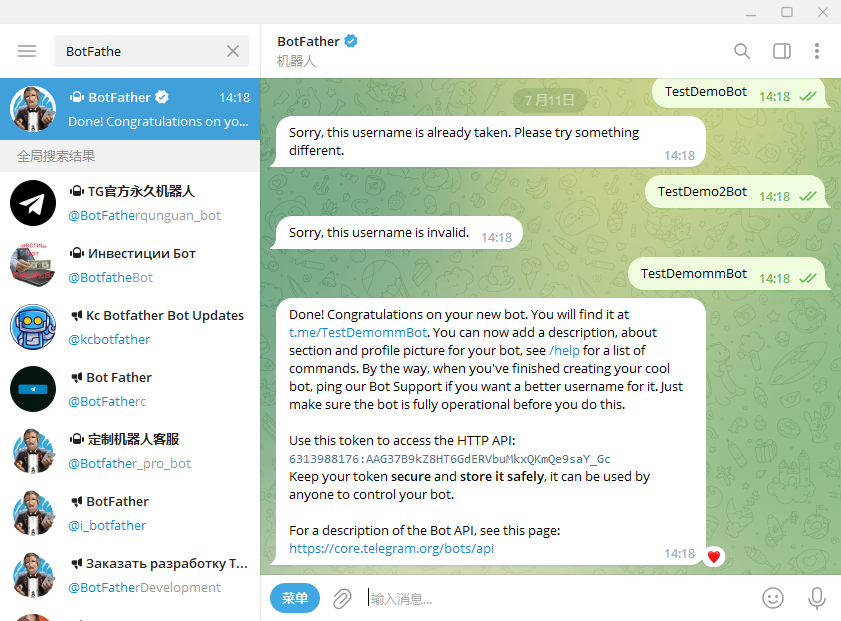 BotFathe
BotFather
14:18
Done! Congratulations on yo...
全局搜索结果
TG官方永久机器人
@BotFatherqunguan_bot
Инвестиции Бот
@BotfatheBot
Kc Botfather Bot Updates
@kcbotfather
Bot Father
@BotFatherc
定制机器人客服
@Botfather_pro_bot
BotFather
@i_botfather
Заказать разработку Т...
@BotFatherDevelopment
BotFather
机器人
7月11日
TestDemoBot 14:18
Sorry, this username is already taken. Please try something
different.
14:18
TestDemo2Bot 14:18
Sorry, this username is invalid. 14:18
TestDemommBot 14:18
Done! Congratulations on your new bot. You will find it at
t.me/TestDemommBot. You can now add a description, about
section and profile picture for your bot, see /help for a list of
commands. By the way, when you've finished creating your cool
bot, ping our Bot Support if you want a better username for it. Just
make sure the bot is fully operational before you do this.
Use this token to access the HTTP API:
6313988176:AAG37B9kZ8HT6GdERVbuMkxQKmQe9saY_Gc
Keep your token secure and store it safely, it can be used by
anyone to control your bot.
For a description of the Bot API, see this page:
https://core.telegram.org/bots/api
14:18
菜单
输入消息...